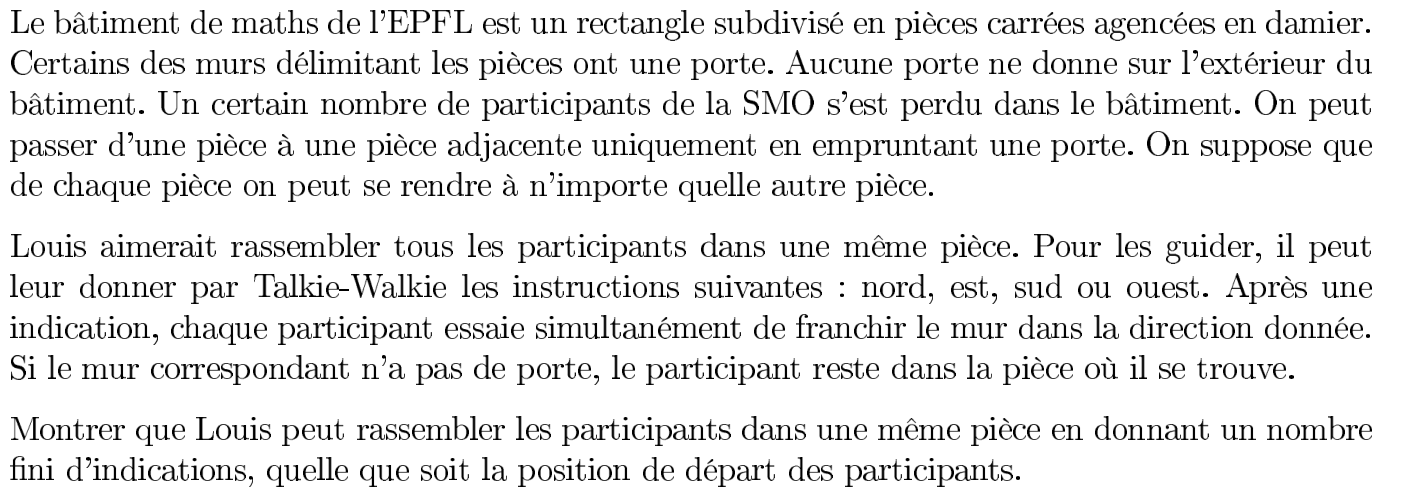 Le bâtiment de maths de l'EPFL est un rectangle subdivisé en pièces carrées agencées en damier.
Certains des murs délimitant les pièces ont une porte. Aucune porte ne donne sur l'extérieur du
bâtiment. Un certain nombre de participants de la SMO s'est perdu dans le bâtiment. On peut
passer d'une pièce à une pièce adjacente uniquement en empruntant une porte. On suppose que
de chaque pièce on peut se rendre à n'importe quelle autre pièce.
Louis aimerait rassembler tous les participants dans une même pièce. Pour les guider, il peut
leur donner par Talkie-Walkie les instructions suivantes : nord, est, sud ou ouest. Après une
indication, chaque participant essaie simultanément de franchir le mur dans la direction donnée.
Si le mur correspondant n'a pas de porte, le participant reste dans la pièce où il se trouve.
Montrer que Louis peut rassembler les participants dans une même pièce en donnant un nombre
fini d'indications, quelle que soit la position de départ des participants.